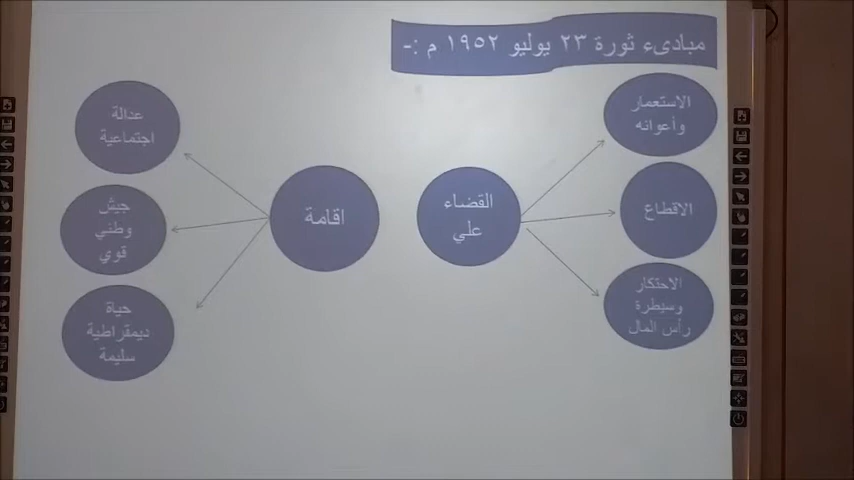 مبادىء ثورة ٢٣ يوليو ١٩٥٢ م :-
القضاء
علي
الاستعمار
وأعوانه
الاقطاع
الاحتكار
وسيطرة
رأس المال
اقامة
عدالة
اجتماعية
جيش
وطني
قوي
حياة
ديمقراطية
سليمة